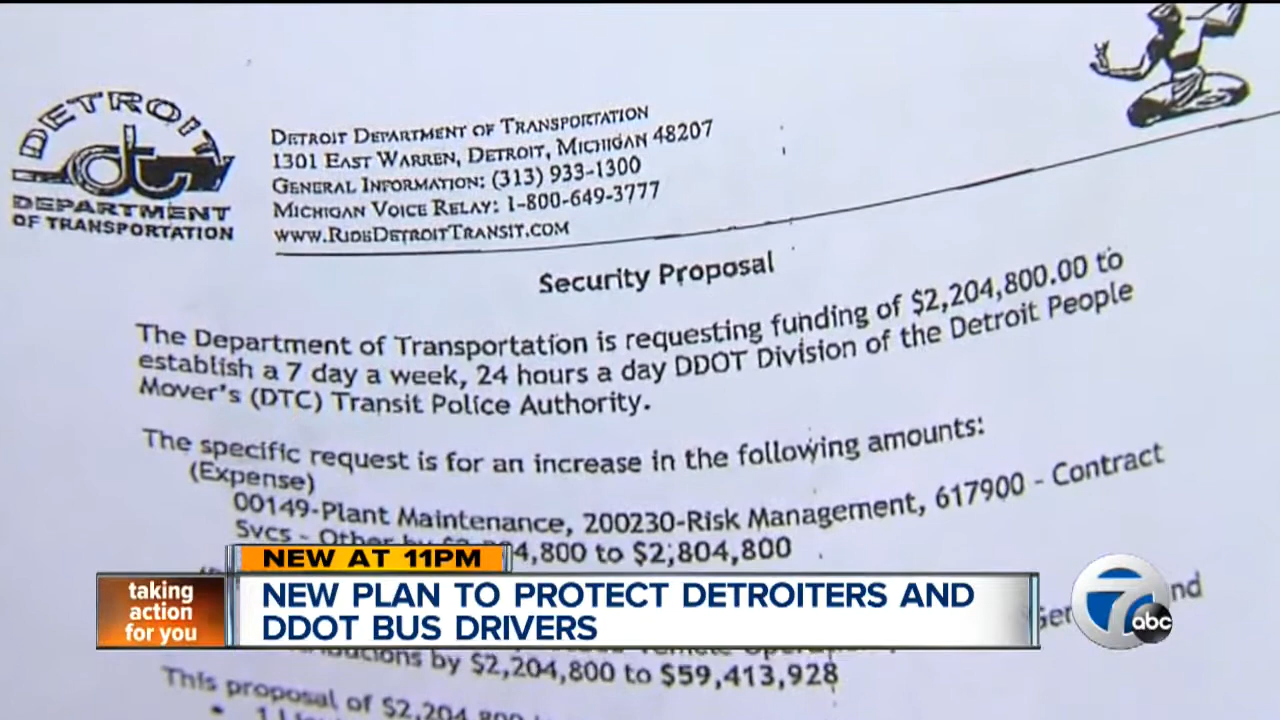 DETROIT
dt
DEPARTMENT
OF TRANSPORTATION
DETROIT DEPARTMENT OF TRANSPORTATION
1301 EAST WARREN, DETROIT, MICHIGAN 48207
GENERAL INFORMATION: (313) 933-1300
MICHIGAN VOICE RELAY: 1-800-649-3777
WWW.RIDEDETROITTRANSIT.COM
Security Proposal
The Department of Transportation is requesting funding of $2,204,800.00 to
establish a 7 day a week, 24 hours a day DDOT Division of the Detroit People
Mover's (DTC) Transit Police Authority.
The specific request is for an increase in the following amounts:
(Expense)
00149-Plant Maintenance, 200230-Risk Management, 617900 - Contract
Svcs - Other by 4,800 to $2,804,800
by $2,204,800 to $59,413,928
This proposal of $2,204
NEW AT 11PM
taking
action
for you
NEW PLAN TO PROTECT DETROITERS AND
DDOT BUS DRIVERS
7
abc